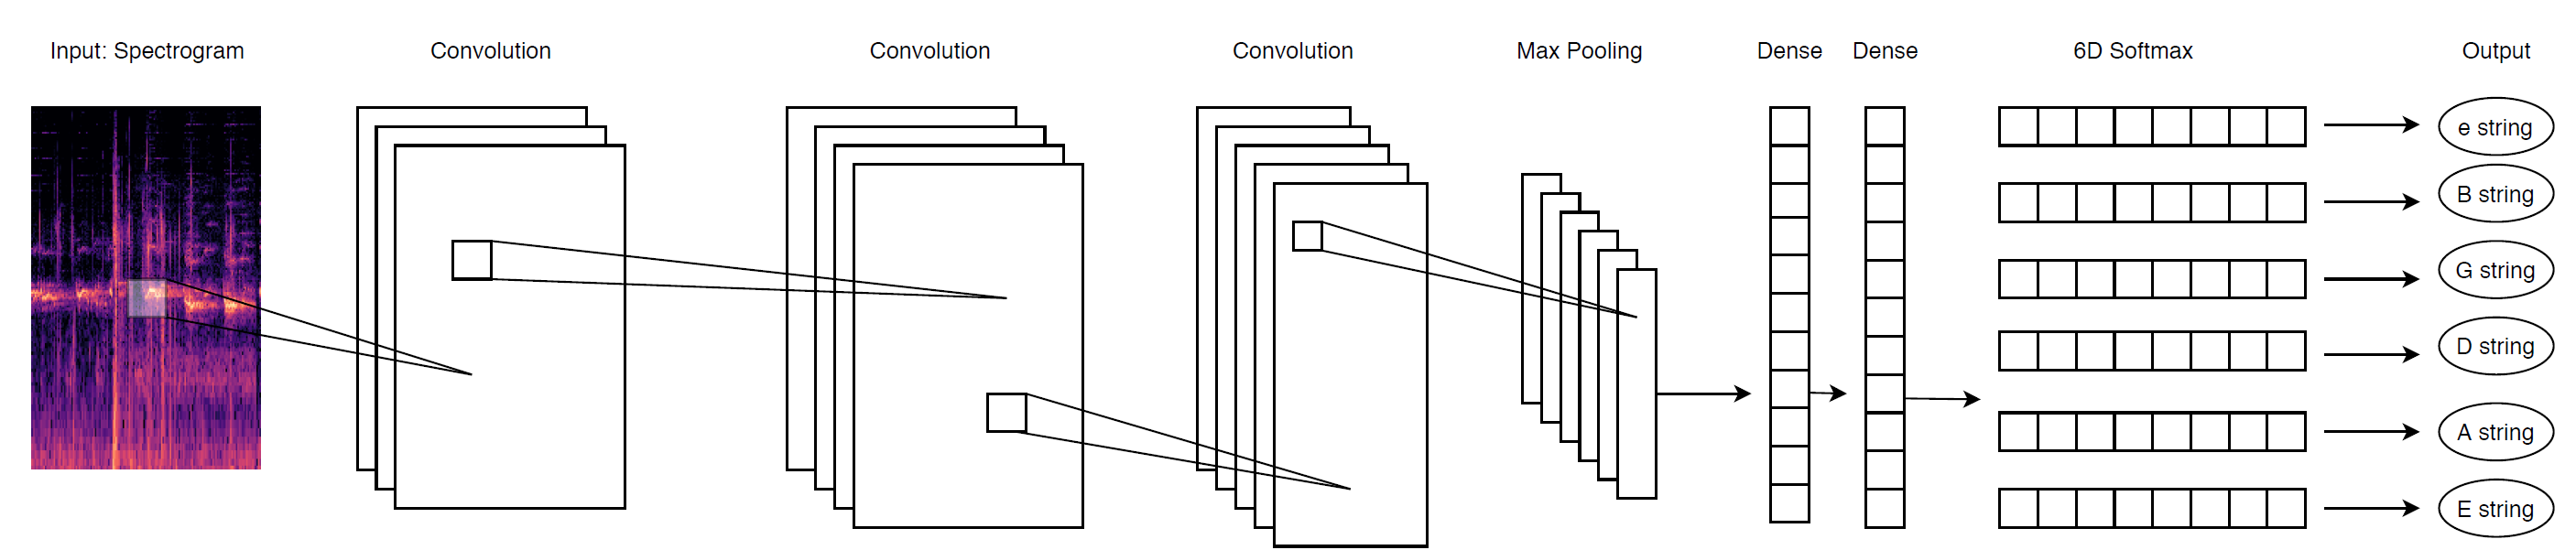 Input: Spectrogram
Convolution
Convolution
Convolution
Max Pooling
Dense
Dense
6D Softmax
Output
e string
B string
G string
D string
A string
E string